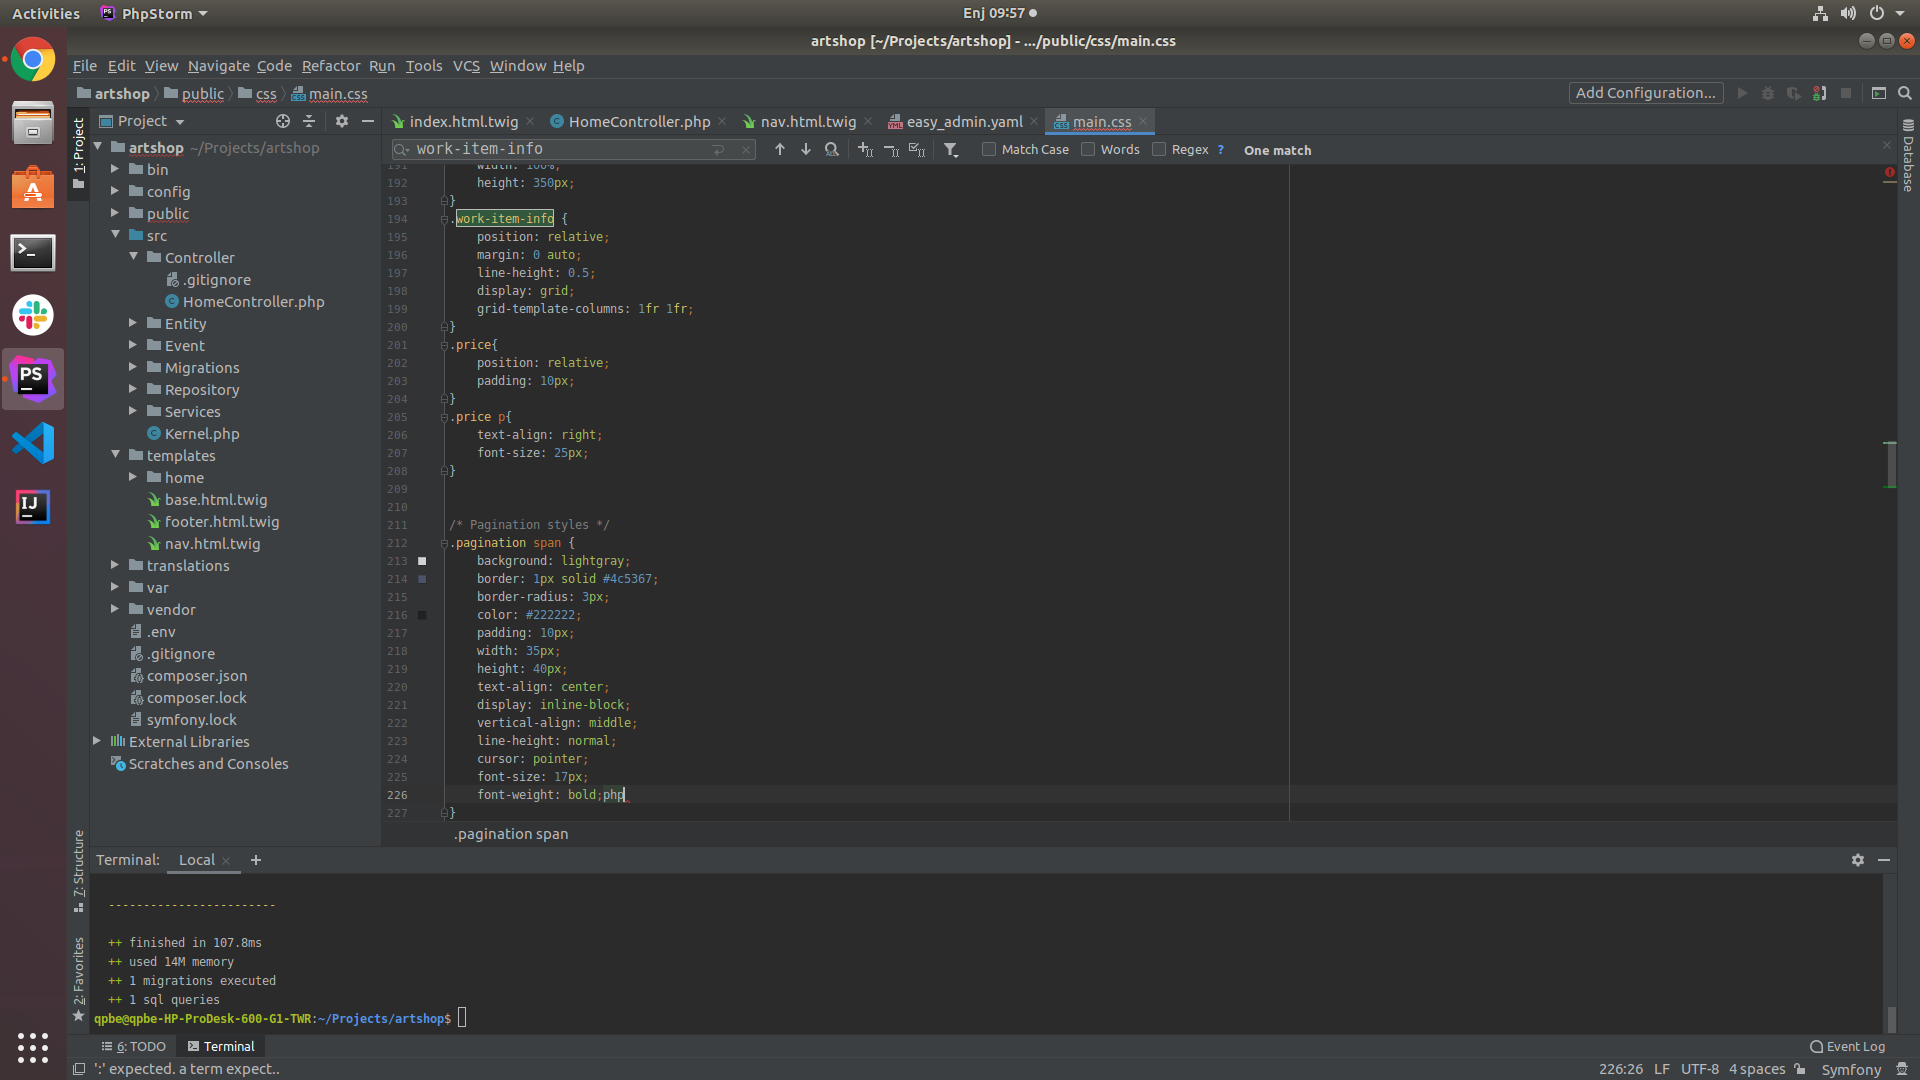 Activities PhpStorm Enj 09:57
artshop [~/Projects/artshop] - .../public/css/main.css
File Edit View Navigate Code Refactor Run Tools VCS Window Help
artshop public css main.css Add Configuration...
1: Project Project index.html.twig HomeController.php nav.html.twig easy_admin.yaml main.css Database
work-item-info Match Case Words Regex ? One match
artshop ~/Projects/artshop
bin
config
public
src
Controller
.gitignore
HomeController.php
Entity
Event
Migrations
Repository
Services
Kernel.php
templates
home
base.html.twig
footer.html.twig
nav.html.twig
translations
var
vendor
.env
.gitignore
composer.json
composer.lock
symfony.lock
External Libraries
Scratches and Consoles
191 width: 100%;
192 height: 350px;
193 }
194 .work-item-info {
195 position: relative;
196 margin: 0 auto;
197 line-height: 0.5;
198 display: grid;
199 grid-template-columns: 1fr 1fr;
200 }
201 .price{
202 position: relative;
203 padding: 10px;
204 }
205 .price p{
206 text-align: right;
207 font-size: 25px;
208 }
209
210
211 /* Pagination styles */
212 .pagination span {
213 background: lightgray;
214 border: 1px solid #4c5367;
215 border-radius: 3px;
216 color: #222222;
217 padding: 10px;
218 width: 35px;
219 height: 40px;
220 text-align: center;
221 display: inline-block;
222 vertical-align: middle;
223 line-height: normal;
224 cursor: pointer;
225 font-size: 17px;
226 font-weight: bold;php
227 }
.pagination span
7: Structure
2: Favorites
Terminal: Local +
------------------------
++ finished in 107.8ms
++ used 14M memory
++ 1 migrations executed
++ 1 sql queries
qpbe@qpbe-HP-ProDesk-600-G1-TWR:~/Projects/artshop$
6: TODO Terminal Event Log
':' expected. a term expect.. 226:26 LF UTF-8 4 spaces Symfony